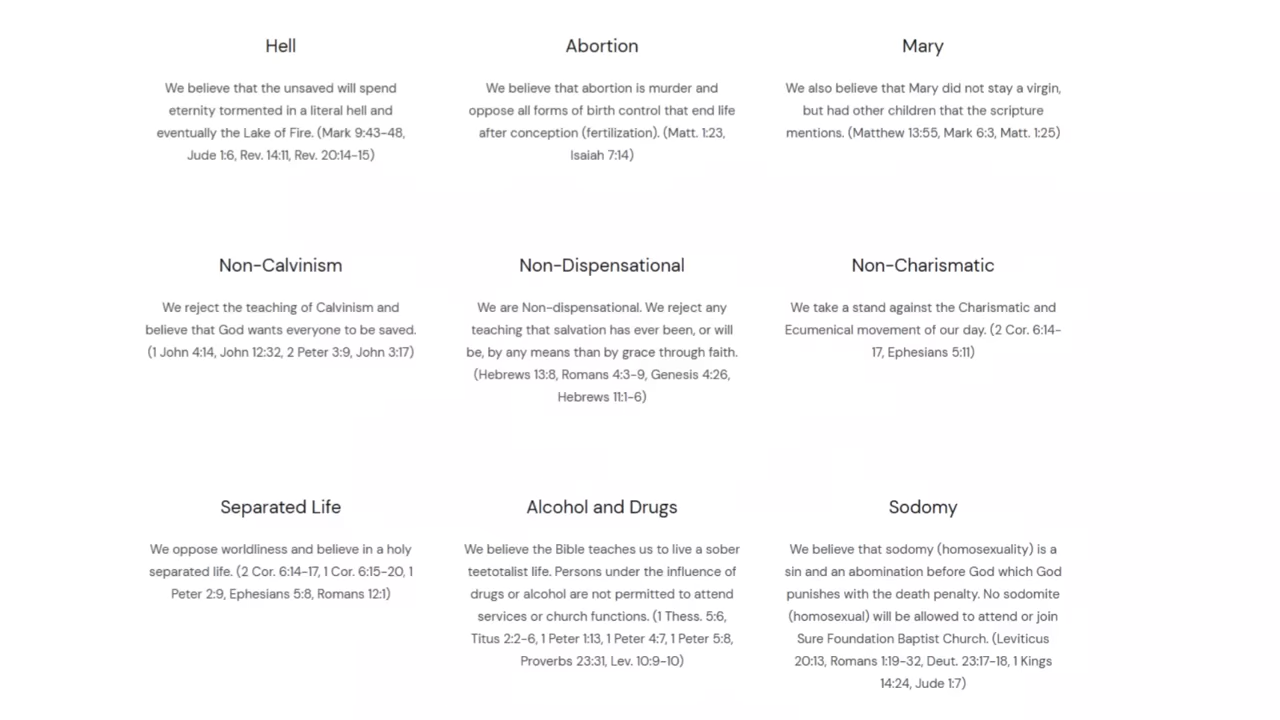 Hell
We believe that the unsaved will spend
eternity tormented in a literal hell and
eventually the Lake of Fire. (Mark 9:43-48,
Jude 1:6, Rev. 14:11, Rev. 20:14-15)
Abortion
We believe that abortion is murder and
oppose all forms of birth control that end life
after conception (fertilization). (Matt. 1:23,
Isaiah 7:14)
Mary
We also believe that Mary did not stay a virgin,
but had other children that the scripture
mentions. (Matthew 13:55, Mark 6:3, Matt. 1:25)
Non-Calvinism
We reject the teaching of Calvinism and
believe that God wants everyone to be saved.
(1 John 4:14, John 12:32, 2 Peter 3:9, John 3:17)
Non-Dispensational
We are Non-dispensational. We reject any
teaching that salvation has ever been, or will
be, by any means than by grace through faith.
(Hebrews 13:8, Romans 4:3-9, Genesis 4:26,
Hebrews 11:1-6)
Non-Charismatic
We take a stand against the Charismatic and
Ecumenical movement of our day. (2 Cor. 6:14-
17, Ephesians 5:11)
Separated Life
We oppose worldliness and believe in a holy
separated life. (2 Cor. 6:14-17, 1 Cor. 6:15-20, 1
Peter 2:9, Ephesians 5:8, Romans 12:1)
Alcohol and Drugs
We believe the Bible teaches us to live a sober
teetotalist life. Persons under the influence of
drugs or alcohol are not permitted to attend
services or church functions. (1 Thess. 5:6,
Titus 2:2-6, 1 Peter 1:13, 1 Peter 4:7, 1 Peter 5:8,
Proverbs 23:31, Lev. 10:9-10)
Sodomy
We believe that sodomy (homosexuality) is a
sin and an abomination before God which God
punishes with the death penalty. No sodomite
(homosexual) will be allowed to attend or join
Sure Foundation Baptist Church. (Leviticus
20:13, Romans 1:19-32, Deut. 23:17-18, 1 Kings
14:24, Jude 1:7)